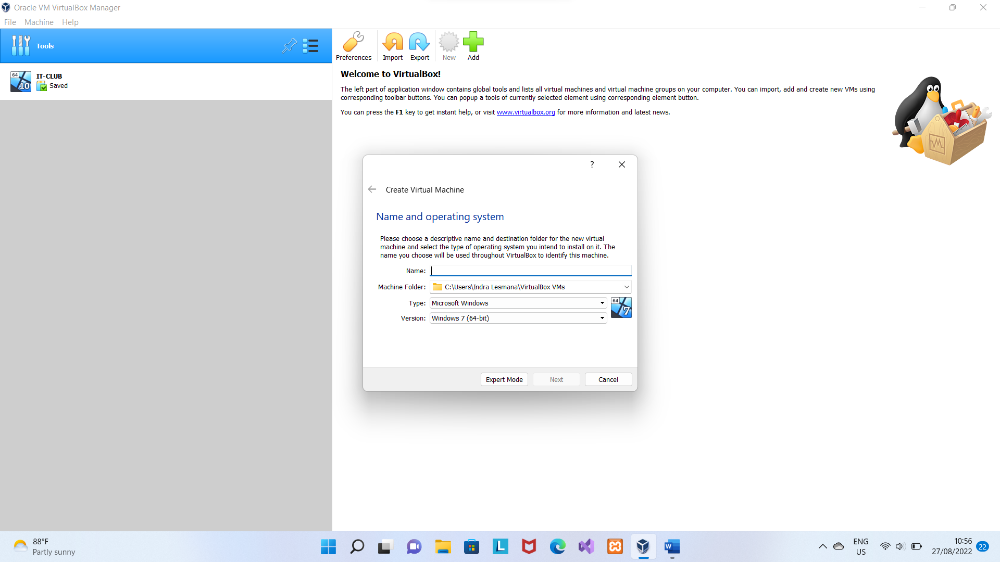 Oracle VM VirtualBox Manager
File Machine Help
Tools
Preferences Import Export New Add
64
10
IT-CLUB
Saved
Welcome to VirtualBox!
The left part of application window contains global tools and lists all virtual machines and virtual machine groups on your computer. You can import, add and create new VMs using
corresponding toolbar buttons. You can popup a tools of currently selected element using corresponding element button.
You can press the F1 key to get instant help, or visit www.virtualbox.org for more information and latest news.
?
Create Virtual Machine
Name and operating system
Please choose a descriptive name and destination folder for the new virtual
machine and select the type of operating system you intend to install on it. The
name you choose will be used throughout VirtualBox to identify this machine.
Name:
Machine Folder: C:\Users\Indra Lesmana\VirtualBox VMs
Type: Microsoft Windows
64
7
Version: Windows 7 (64-bit)
Expert Mode Next Cancel
88°F
Partly sunny
L
W
ENG
US
10:56
27/08/2022
22